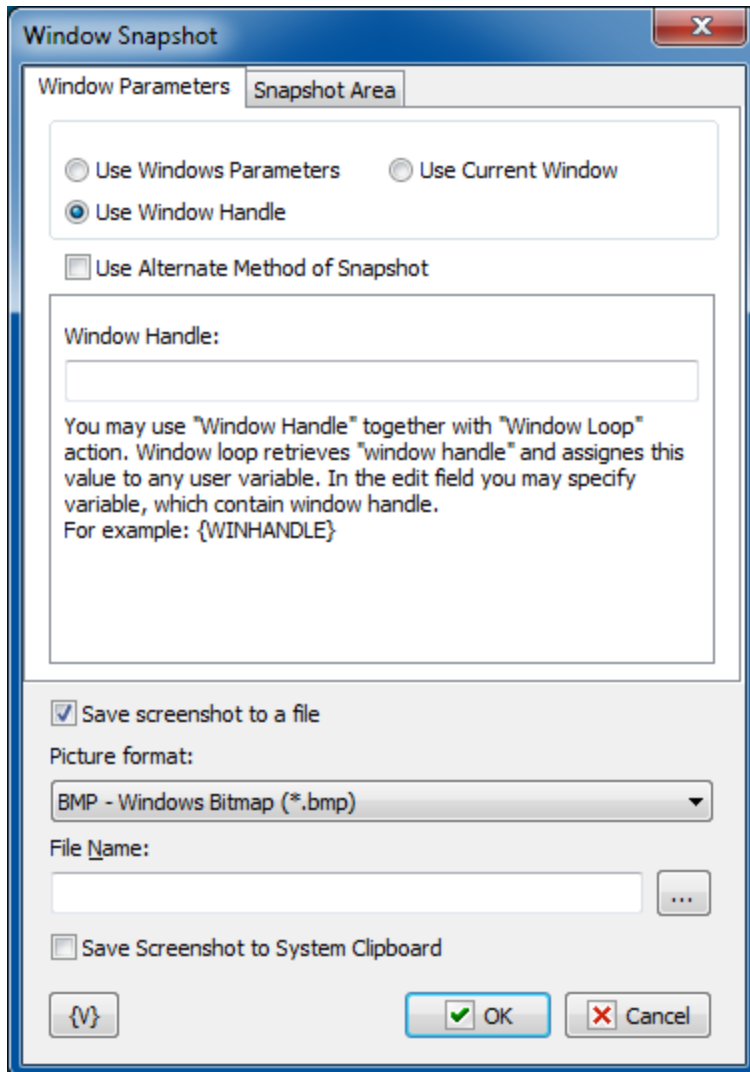 Window Snapshot
Window Parameters
Snapshot Area
Use Windows Parameters
Use Current Window
Use Window Handle
Use Alternate Method of Snapshot
Window Handle:
You may use "Window Handle" together with "Window Loop"
action. Window loop retrieves "window handle" and assignes this
value to any user variable. In the edit field you may specify
variable, which contain window handle.
For example: {WINHANDLE}
Save screenshot to a file
Picture format:
BMP - Windows Bitmap (*.bmp)
File Name:
...
Save Screenshot to System Clipboard
{V}
OK
Cancel